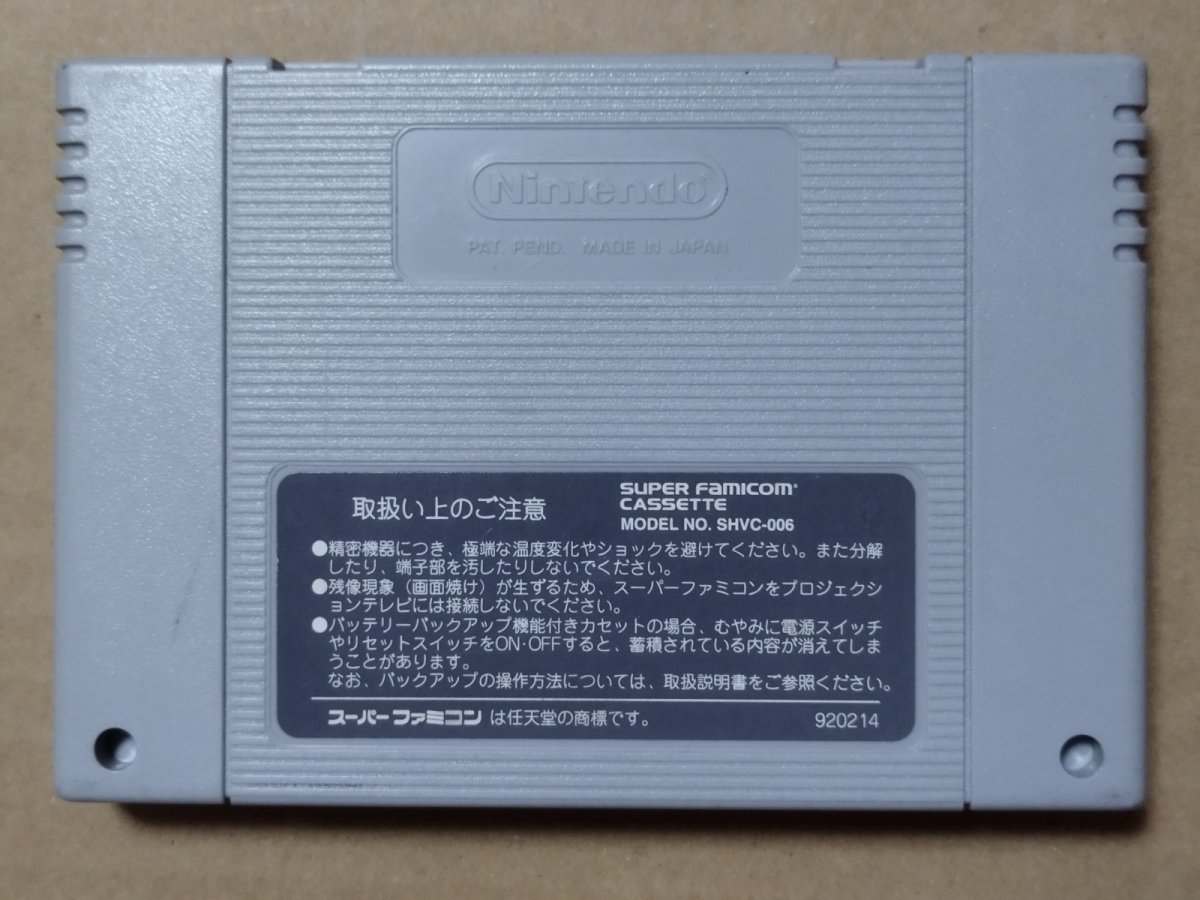 Nintendo®
PAT. PEND. MADE IN JAPAN
取扱い上のご注意
SUPER FAMICOM®
CASSETTE
MODEL NO. SHVC-006
●精密機器につき、極端な温度変化やショックを避けてください。また分解
したり、端子部を汚したりしないでください。
●残像現象（画面焼け）が生ずるため、スーパーファミコンをプロジェクシ
ョンテレビには接続しないでください。
●バッテリーバックアップ機能付きカセットの場合、むやみに電源スイッチ
やリセットスイッチをON・OFFすると、蓄積されている内容が消えてしま
うことがあります。
なお、バックアップの操作方法については、取扱説明書をご参照ください。
スーパーファミコンは任天堂の商標です。
920214